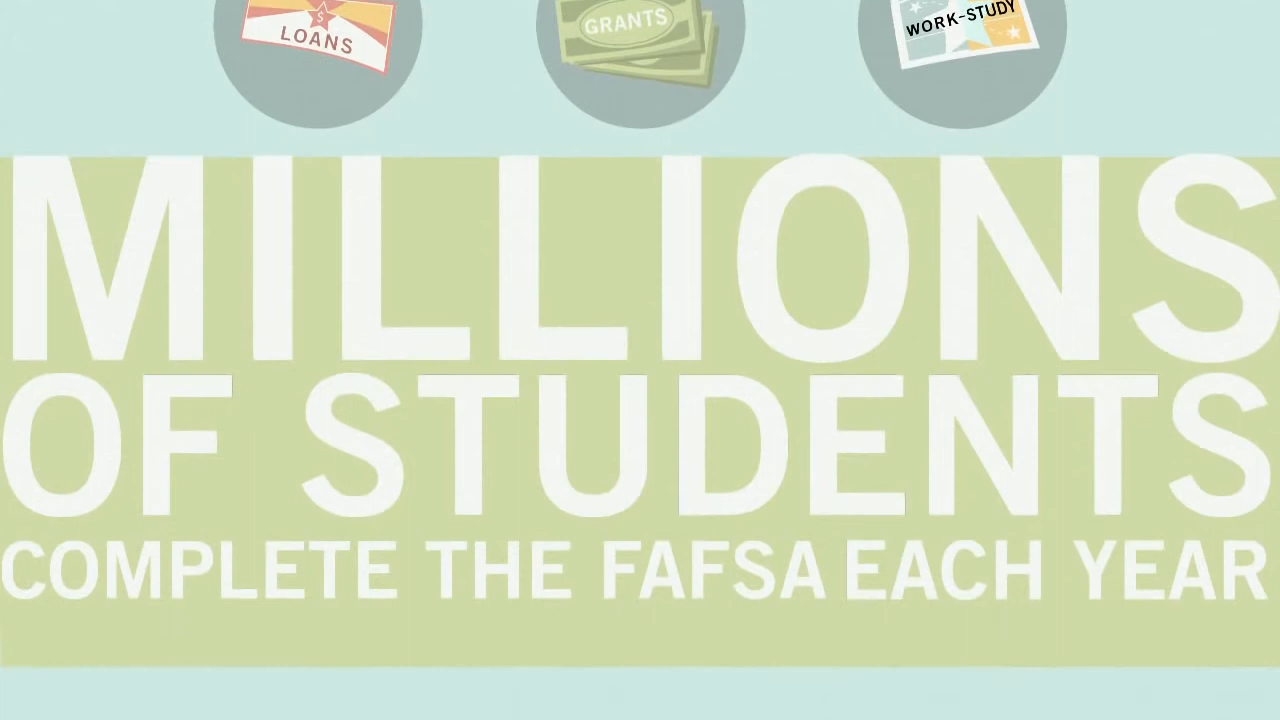 LOANS
GRANTS
WORK-STUDY
MILLIONS
OF STUDENTS
COMPLETE THE FAFSA EACH YEAR